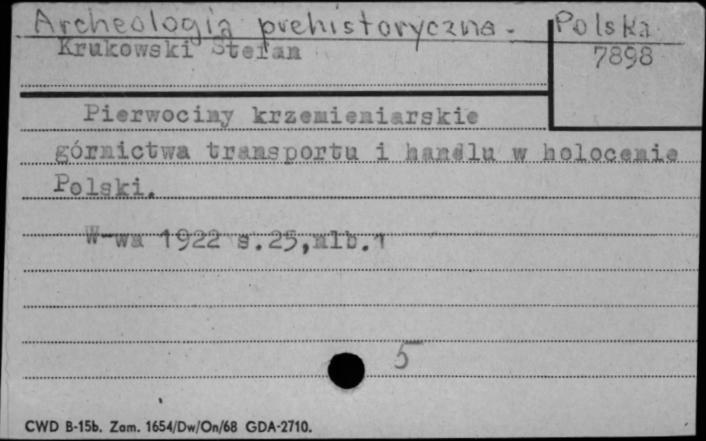 Archeologia prehistoryczna - Polska
Krukowski Stefan
7898
Pierwociny krzemieniarskie
górnictwa transportu i handlu w holocenie
Polski.
W-wa 1922 s.25,nlb.1
5
CWD B-15b. Zam. 1654/Dw/On/68 GDA-2710.